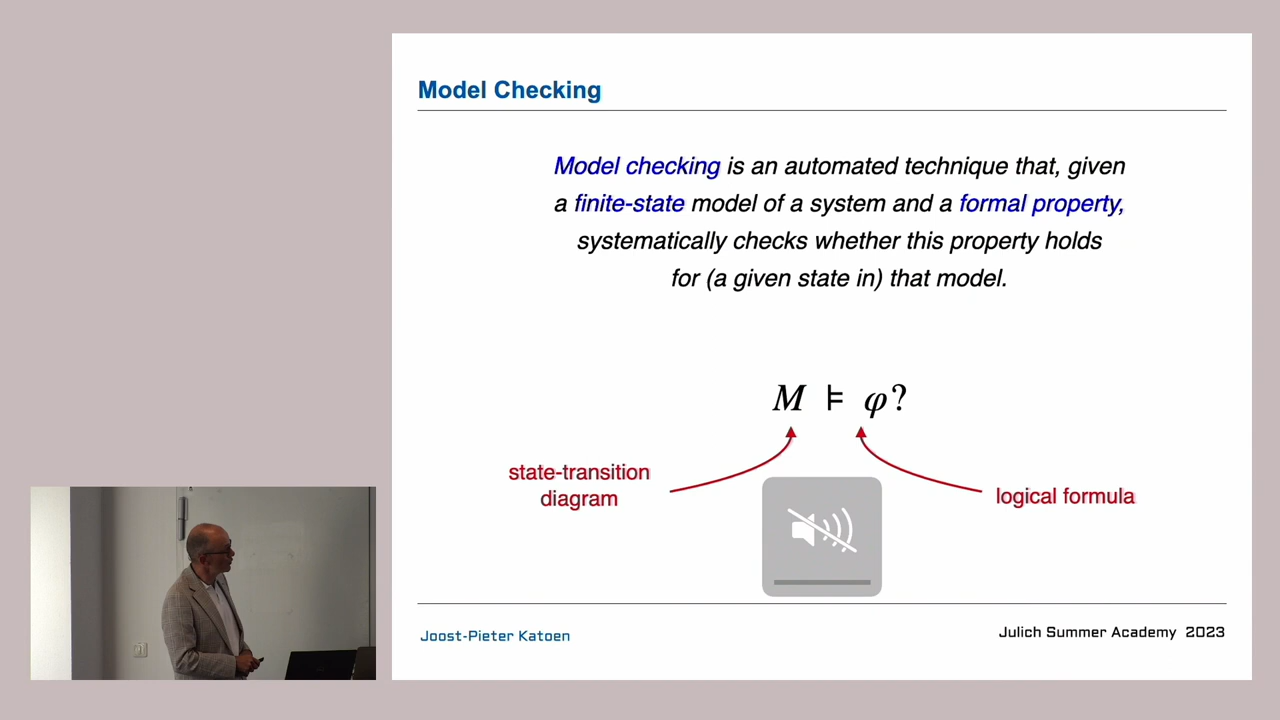 Model Checking
Model checking is an automated technique that, given
a finite-state model of a system and a formal property,
systematically checks whether this property holds
for (a given state in) that model.
M ⊨ φ?
state-transition
diagram
logical formula
Joost-Pieter Katoen
Julich Summer Academy 2023